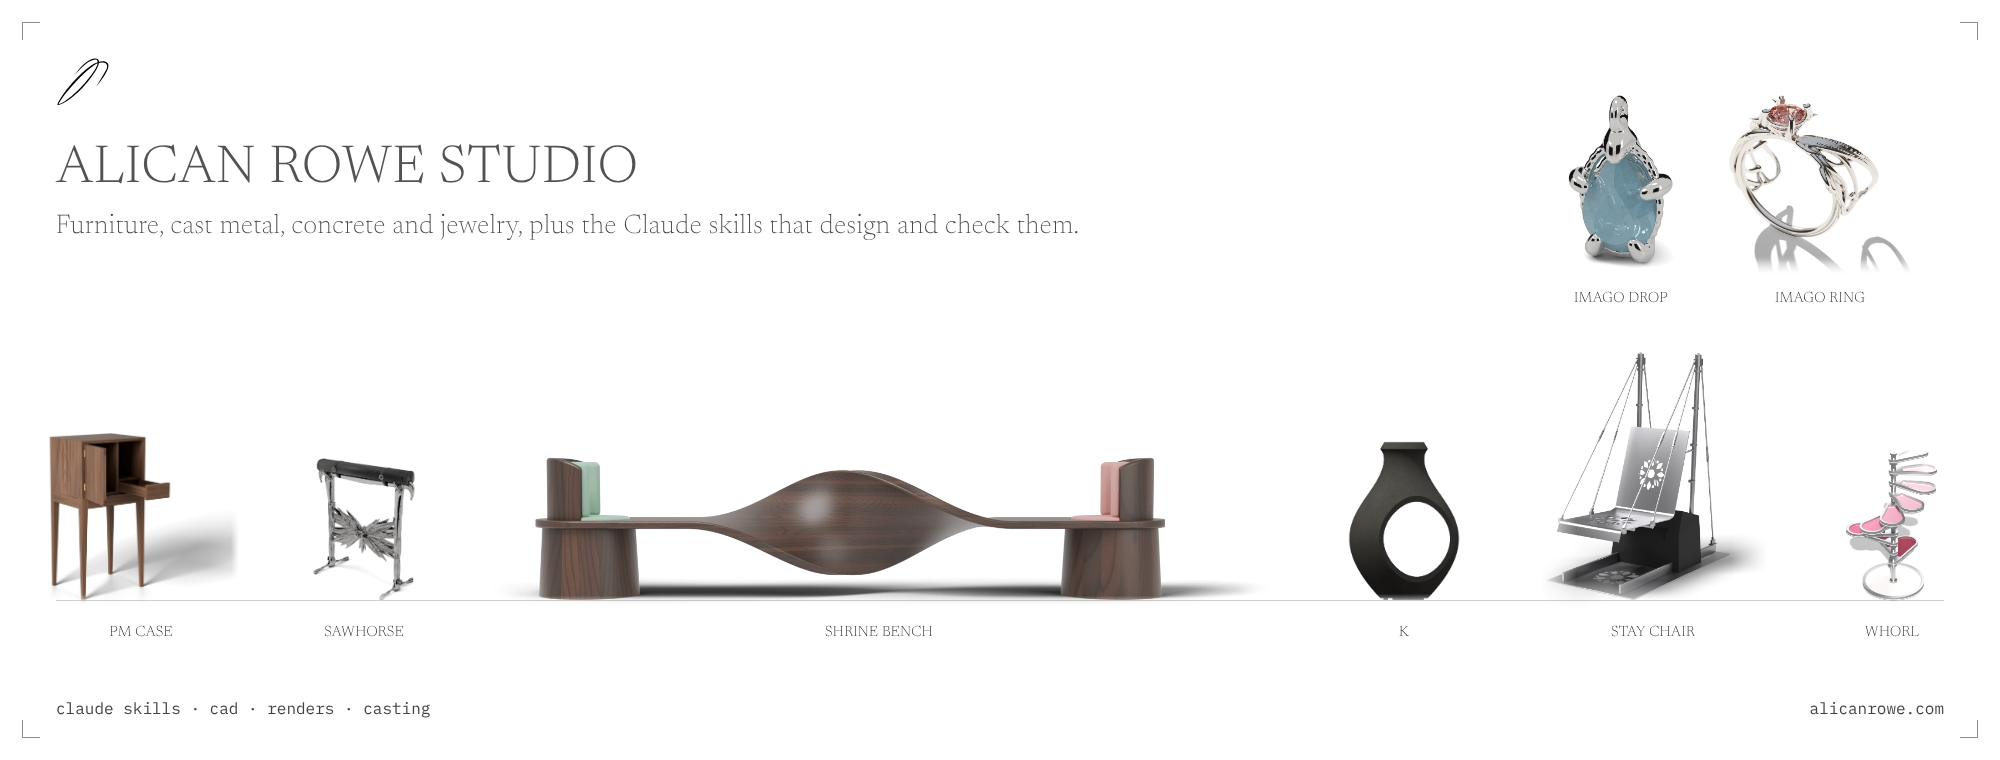 ALICAN ROWE STUDIO
Furniture, cast metal, concrete and jewelry, plus the Claude skills that design and check them.
IMAGO DROP
IMAGO RING
PM CASE
SAWHORSE
SHRINE BENCH
K
STAY CHAIR
WHORL
claude skills · cad · renders · casting
alicanrowe.com